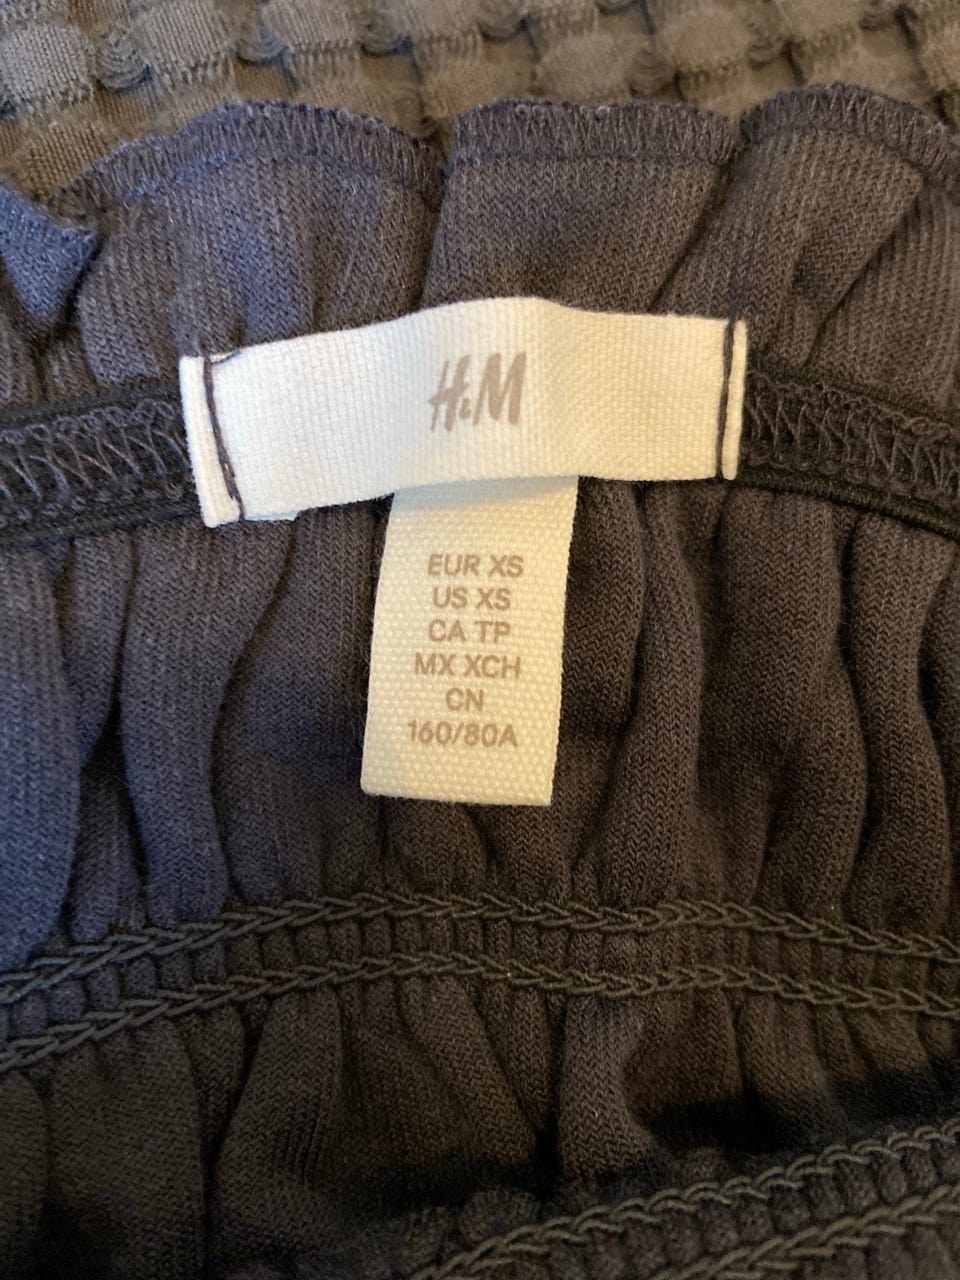 H&M
EUR XS
US XS
CA TP
MX XCH
CN
160/80A